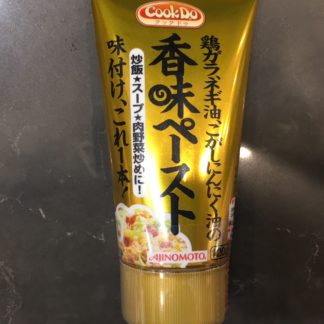 CookDo
クックドゥ
鶏ガラ、ネギ油、こがしにんにく油の
香味ペースト
炒飯★スープ★肉野菜炒めに!
味付け、これ1本!
AJINOMOTO®